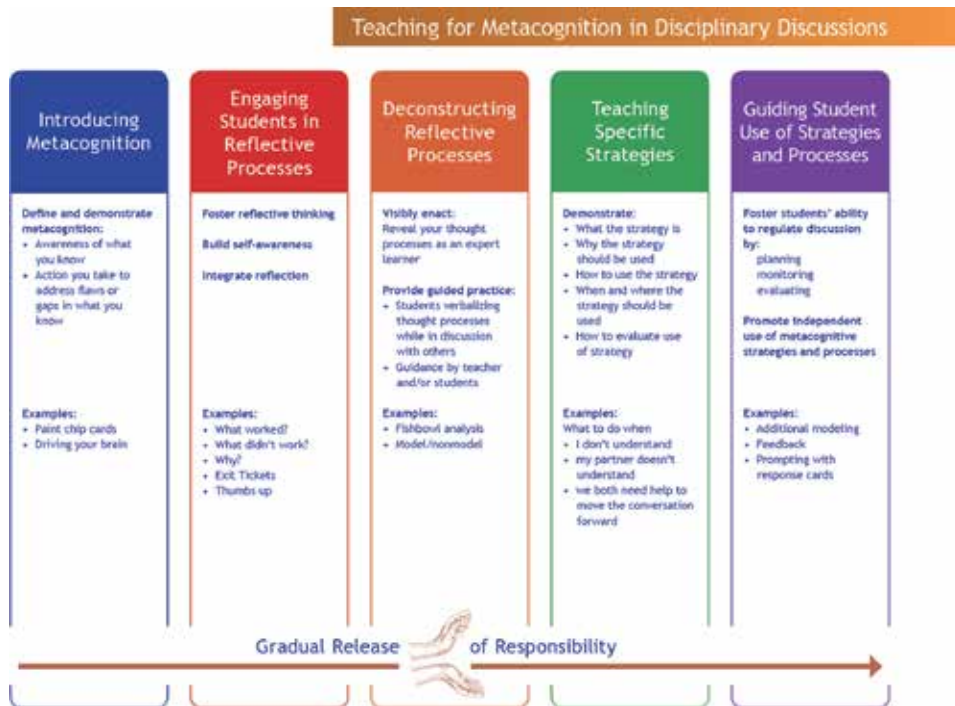 Teaching for Metacognition in Disciplinary Discussions
Introducing
Metacognition
Define and demonstrate
metacognition:
+ Awareness of what
you know
+ Action you take to
address flaws or
gaps in what you
know
Examples:
+ Paint chip cards
+ Driving your brain
Engaging
Students in
Reflective
Processes
Foster reflective thinking
Build self-awareness
Integrate reflection
Examples:
+ What worked?
+ What didn't work?
+ Why?
+ Exit Tickets
+ Thumbs up
Deconstructing
Reflective
Processes
Visibly enact:
Reveal your thought
processes as an expert
learner
Provide guided practice:
+ Students verbalizing
thought processes
while in discussion
with others
+ Guidance by teacher
and/or students
Examples:
+ Fishbowl analysis
+ Model/nonmodel
Teaching
Specific
Strategies
Demonstrate:
+ What the strategy is
+ Why the strategy
should be used
+ How to use the strategy
+ When and where the
strategy should be
used
+ How to evaluate use
of strategy
Examples:
What to do when
+ I don't understand
+ my partner doesn't
understand
+ we both need help to
move the conversation
forward
Guiding Student
Use of Strategies
and Processes
Foster students' ability
to regulate discussion
by:
planning
monitoring
evaluating
Promote independent
use of metacognitive
strategies and processes
Examples:
+ Additional modeling
+ Feedback
+ Prompting with
response cards
Gradual Release of Responsibility